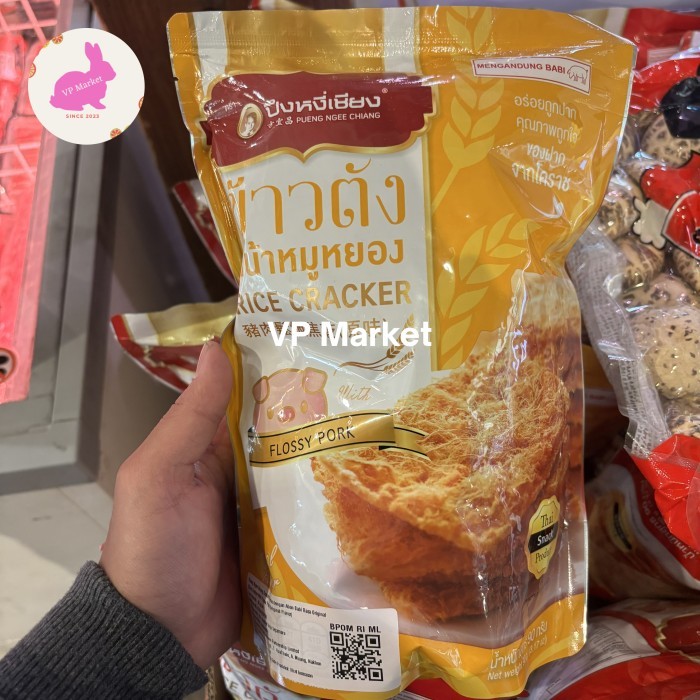 VP Market
SINCE 2023
MENGANDUNG BABI
ปึงหงี่เชียง®
PUENG NGEE CHIANG
อร่อยถูกปาก
คุณภาพถูกใจ
ของฝาก
จากโคราช
ข้าวตัง
หน้าหมูหยอง
RICE CRACKER
VP Market
With
FLOSSY PORK
Thai
Snack
BPOM RI ML